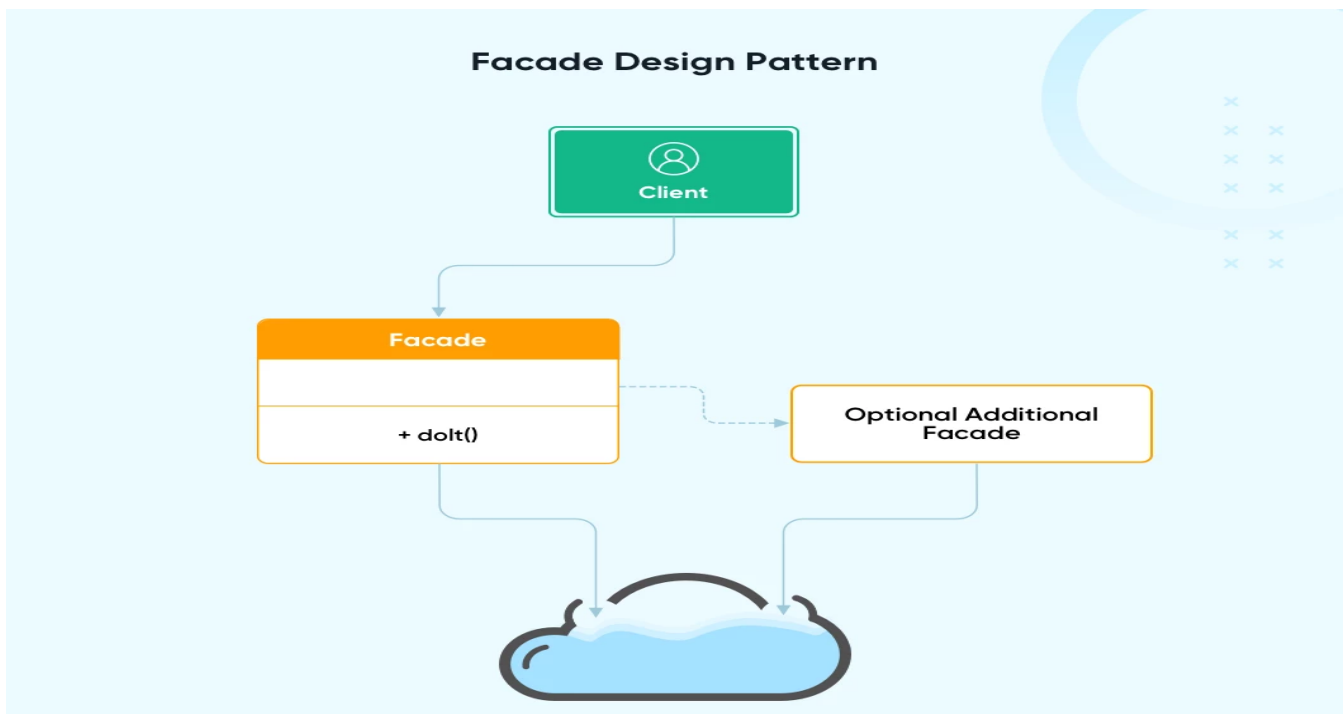 Facade Design Pattern
Client
Facade
+ doIt()
Optional Additional
Facade